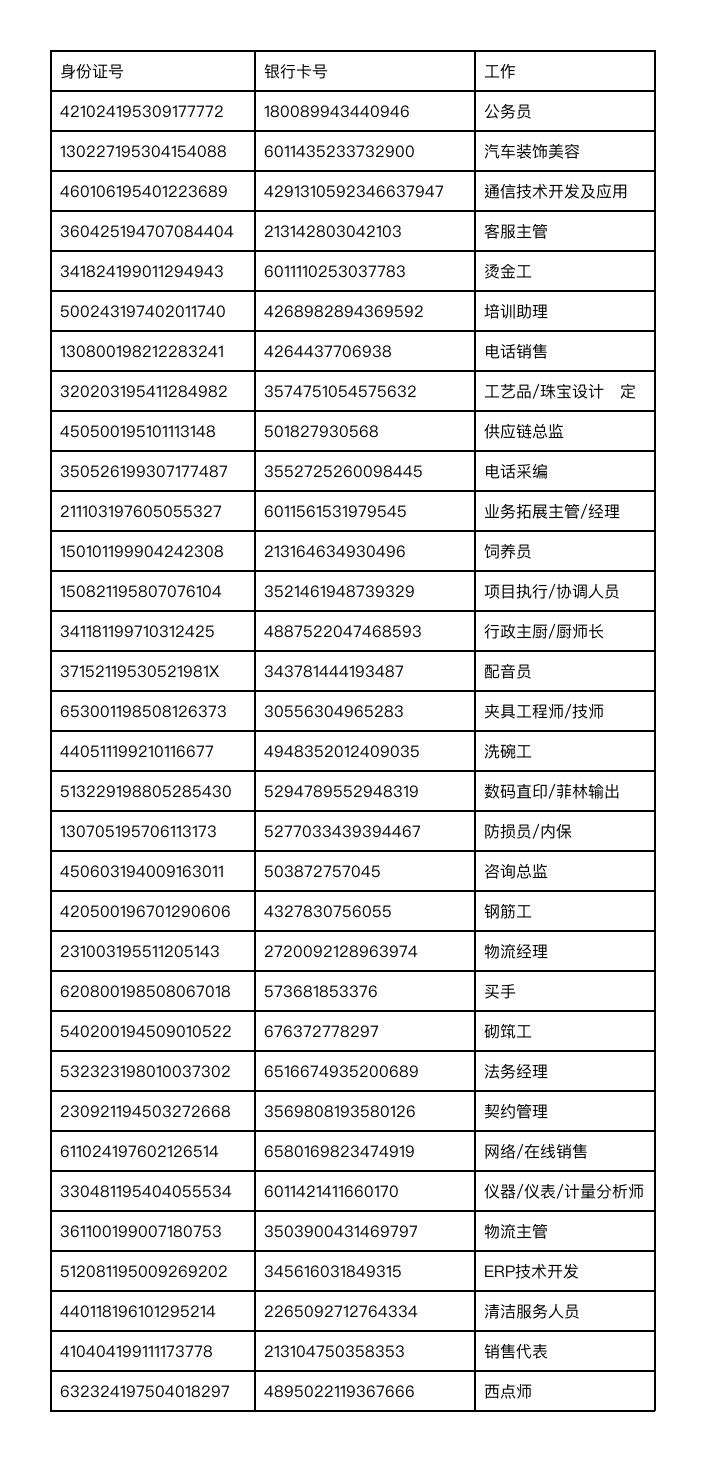 身份证号 银行卡号 工作
421024195309177772 180089943440946 公务员
130227195304154088 6011435233732900 汽车装饰美容
460106195401223689 4291310592346637947 通信技术开发及应用
360425194707084404 213142803042103 客服主管
341824199011294943 6011110253037783 烫金工
500243197402011740 4268982894369592 培训助理
130800198212283241 4264437706938 电话销售
320203195411284982 3574751054575632 工艺品/珠宝设计 定
450500195101113148 501827930568 供应链总监
350526199307177487 3552725260098445 电话采编
211103197605055327 6011561531979545 业务拓展主管/经理
150101199904242308 213164634930496 饲养员
150821195807076104 3521461948739329 项目执行/协调人员
341181199710312425 4887522047468593 行政主厨/厨师长
37152119530521981X 343781444193487 配音员
653001198508126373 30556304965283 夹具工程师/技师
440511199210116677 4948352012409035 洗碗工
513229198805285430 5294789552948319 数码直印/菲林输出
130705195706113173 5277033439394467 防损员/内保
450603194009163011 503872757045 咨询总监
420500196701290606 4327830756055 钢筋工
231003195511205143 2720092128963974 物流经理
620800198508067018 573681853376 买手
540200194509010522 676372778297 砌筑工
532323198010037302 6516674935200689 法务经理
230921194503272668 3569808193580126 契约管理
611024197602126514 6580169823474919 网络/在线销售
330481195404055534 6011421411660170 仪器/仪表/计量分析师
361100199007180753 3503900431469797 物流主管
512081195009269202 345616031849315 ERP技术开发
440118196101295214 2265092712764334 清洁服务人员
410404199111173778 213104750358353 销售代表
632324197504018297 4895022119367666 西点师